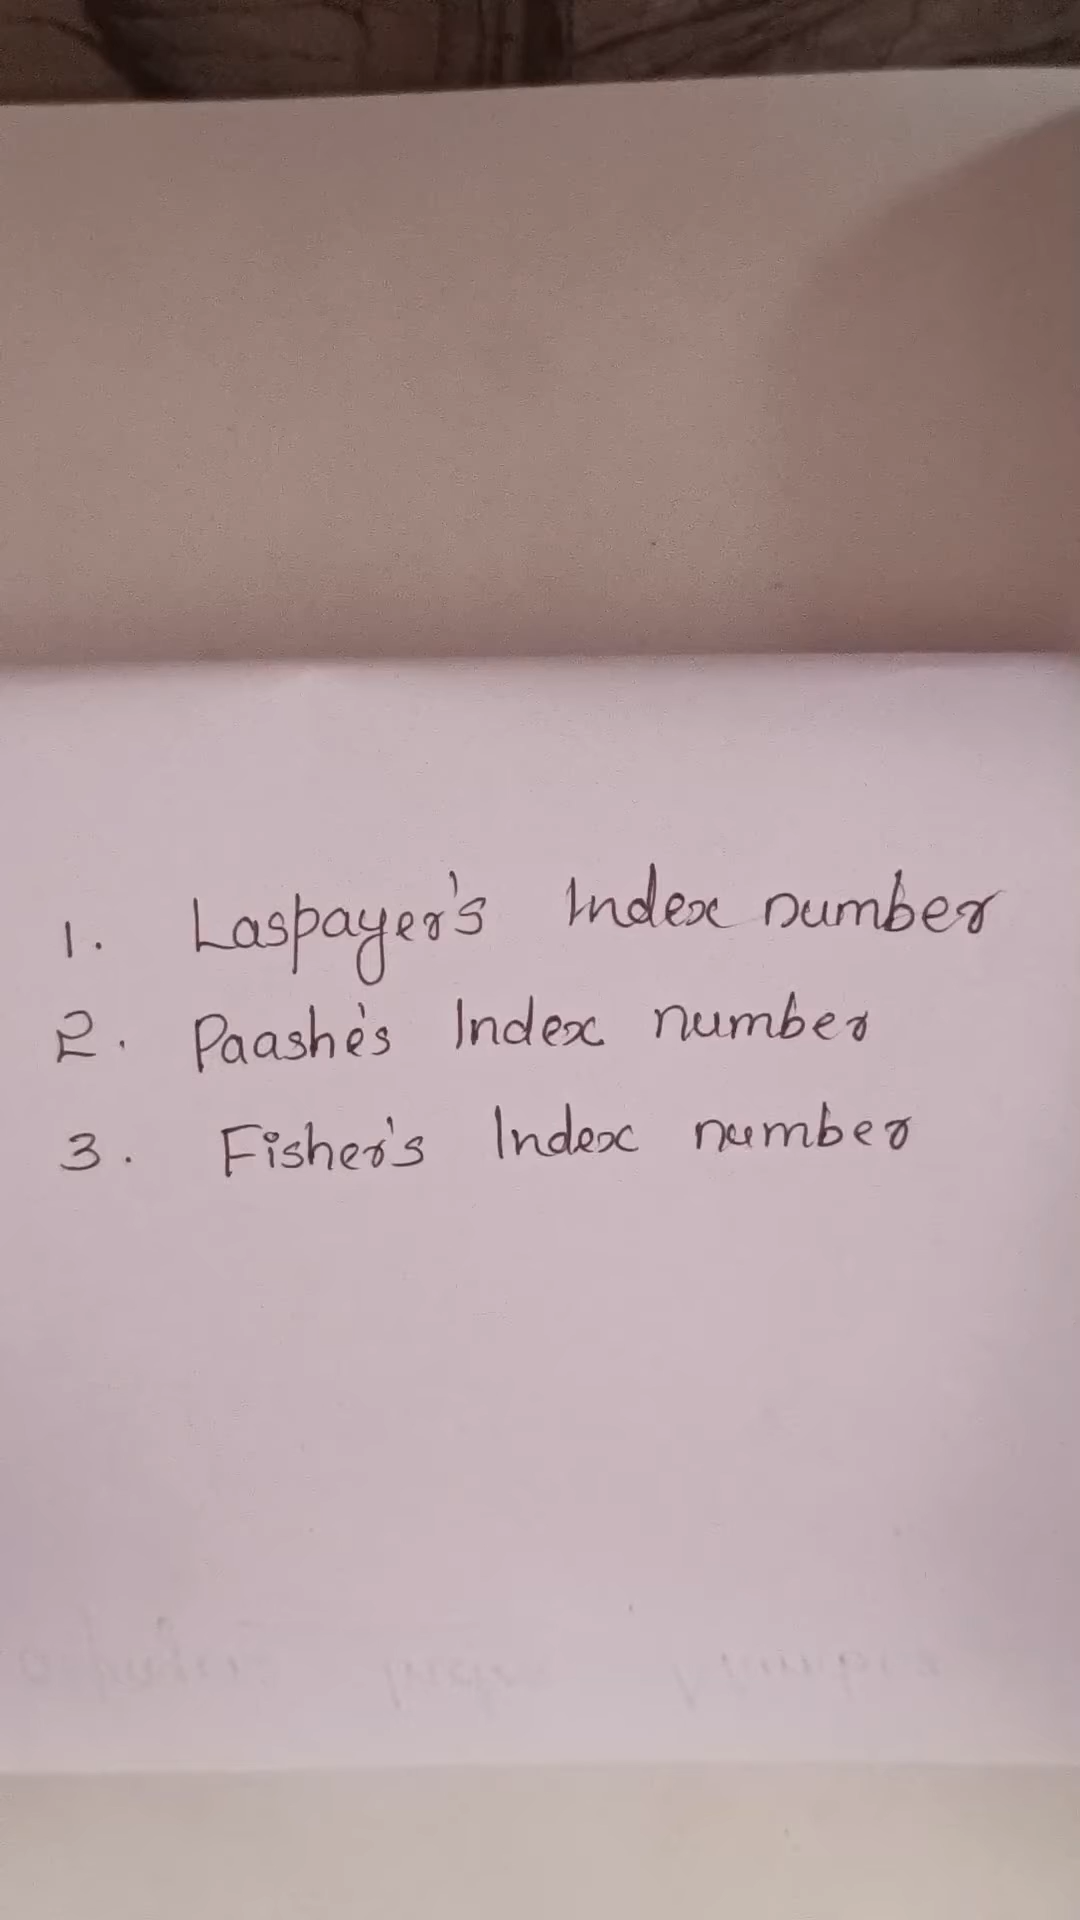 1. Laspayer's Index number
2. Paashe's Index number
3. Fisher's Index number